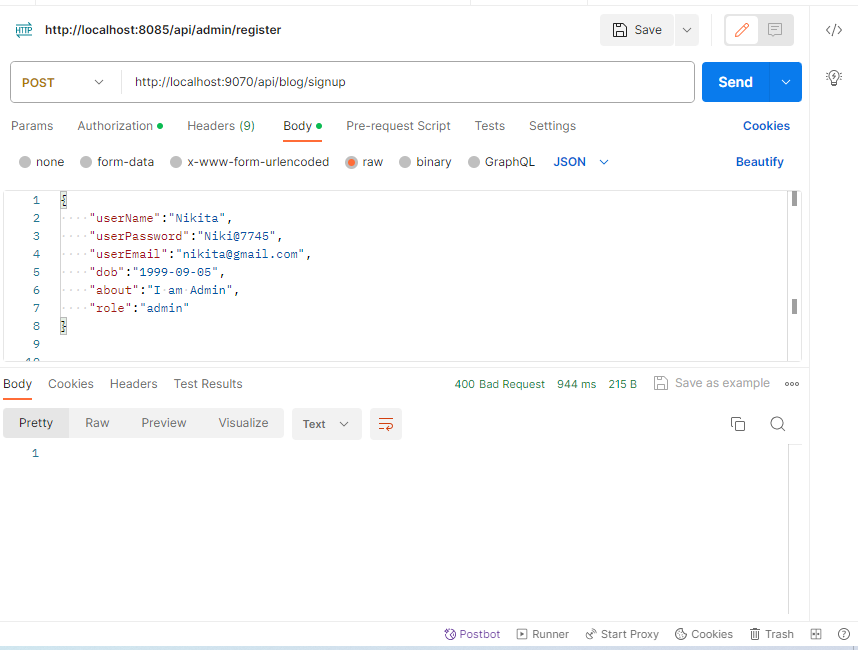 HTTP http://localhost:8085/api/admin/register Save
POST http://localhost:9070/api/blog/signup Send
Params Authorization Headers (9) Body Pre-request Script Tests Settings Cookies
none form-data x-www-form-urlencoded raw binary GraphQL JSON Beautify
1 {
2 "userName":"Nikita",
3 "userPassword":"Niki@7745",
4 "userEmail":"nikita@gmail.com",
5 "dob":"1999-09-05",
6 "about":"I am Admin",
7 "role":"admin"
8 }
9
10
Body Cookies Headers Test Results 400 Bad Request 944 ms 215 B Save as example
Pretty Raw Preview Visualize Text
1
Postbot Runner Start Proxy Cookies Trash